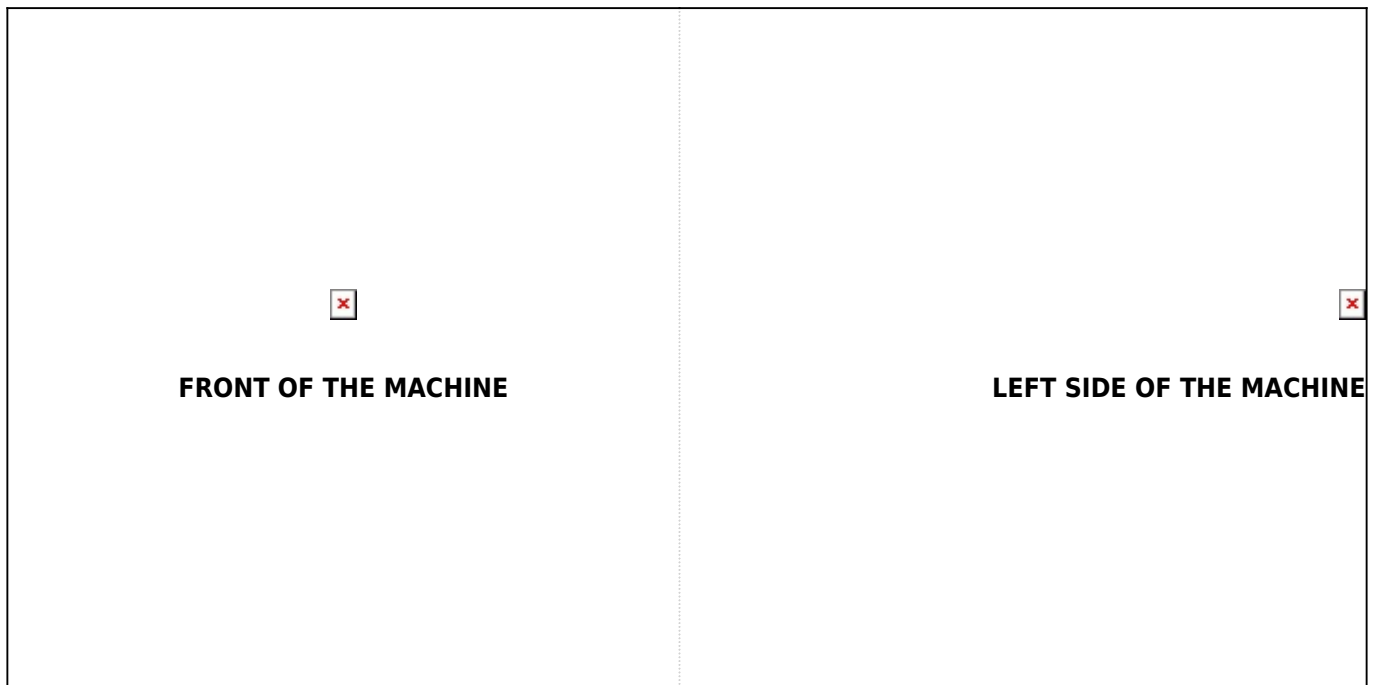 FRONT OF THE MACHINE
LEFT SIDE OF THE MACHINE